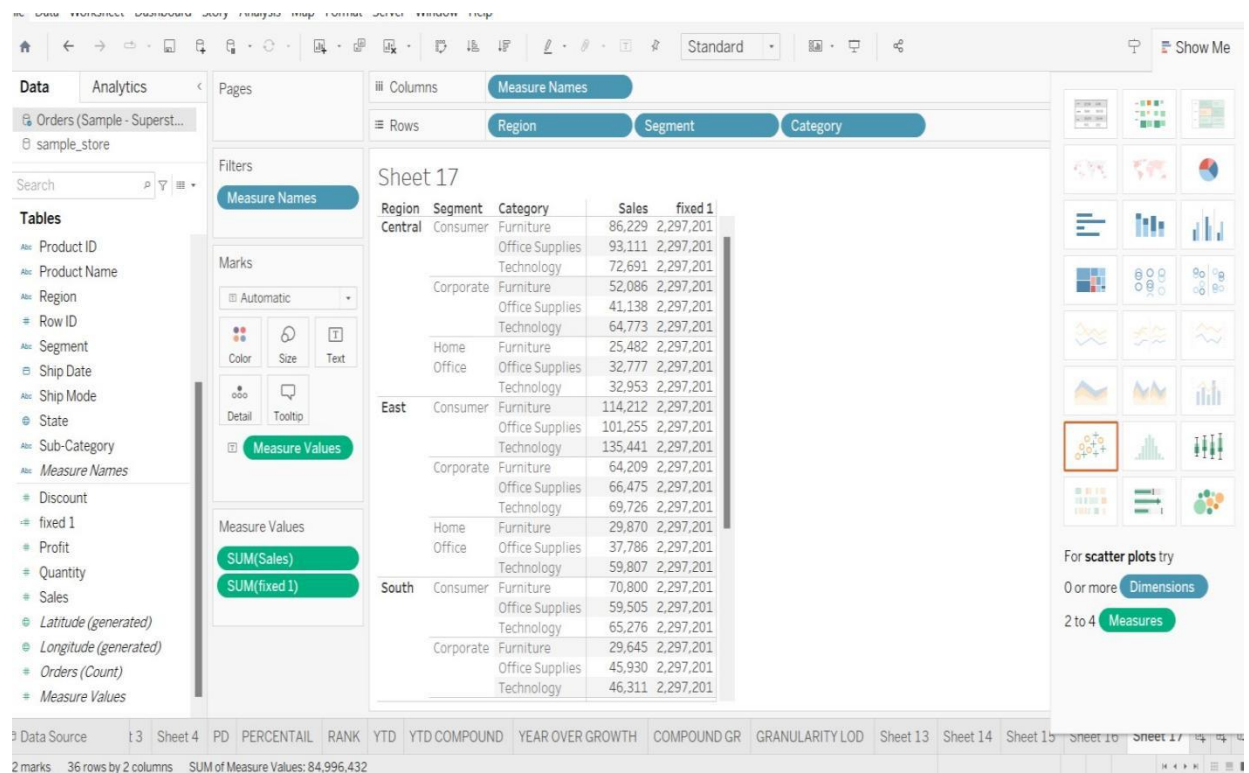 Data Worksheet Dashboard Story Analysis Map Format Server Window Help
Standard
Show Me
Data Analytics
Pages
iii Columns Measure Names
Rows Region Segment Category
Orders (Sample - Superst...
sample_store
Search
Tables
Abc Product ID
Abc Product Name
Abc Region
# Row ID
Abc Segment
Ship Date
Abc Ship Mode
State
Abc Sub-Category
Abc Measure Names
# Discount
=# fixed 1
# Profit
# Quantity
# Sales
Latitude (generated)
Longitude (generated)
# Orders (Count)
# Measure Values
Filters
Measure Names
Marks
Automatic
Color Size Text
Detail Tooltip
Measure Values
Measure Values
SUM(Sales)
SUM(fixed 1)
Sheet 17
Region Segment Category Sales fixed 1
Central Consumer Furniture 86,229 2,297,201
Office Supplies 93,111 2,297,201
Technology 72,691 2,297,201
Corporate Furniture 52,086 2,297,201
Office Supplies 41,138 2,297,201
Technology 64,773 2,297,201
Home Furniture 25,482 2,297,201
Office Office Supplies 32,777 2,297,201
Technology 32,953 2,297,201
East Consumer Furniture 114,212 2,297,201
Office Supplies 101,255 2,297,201
Technology 135,441 2,297,201
Corporate Furniture 64,209 2,297,201
Office Supplies 66,475 2,297,201
Technology 69,726 2,297,201
Home Furniture 29,870 2,297,201
Office Office Supplies 37,786 2,297,201
Technology 59,807 2,297,201
South Consumer Furniture 70,800 2,297,201
Office Supplies 59,505 2,297,201
Technology 65,276 2,297,201
Corporate Furniture 29,645 2,297,201
Office Supplies 45,930 2,297,201
Technology 46,311 2,297,201
For scatter plots try
0 or more Dimensions
2 to 4 Measures
Data Source t 3 Sheet 4 PD PERCENTAIL RANK YTD YTD COMPOUND YEAR OVER GROWTH COMPOUND GR GRANULARITY LOD Sheet 13 Sheet 14 Sheet 15 Sheet 16 Sheet 17
2 marks 36 rows by 2 columns SUM of Measure Values: 84,996,432